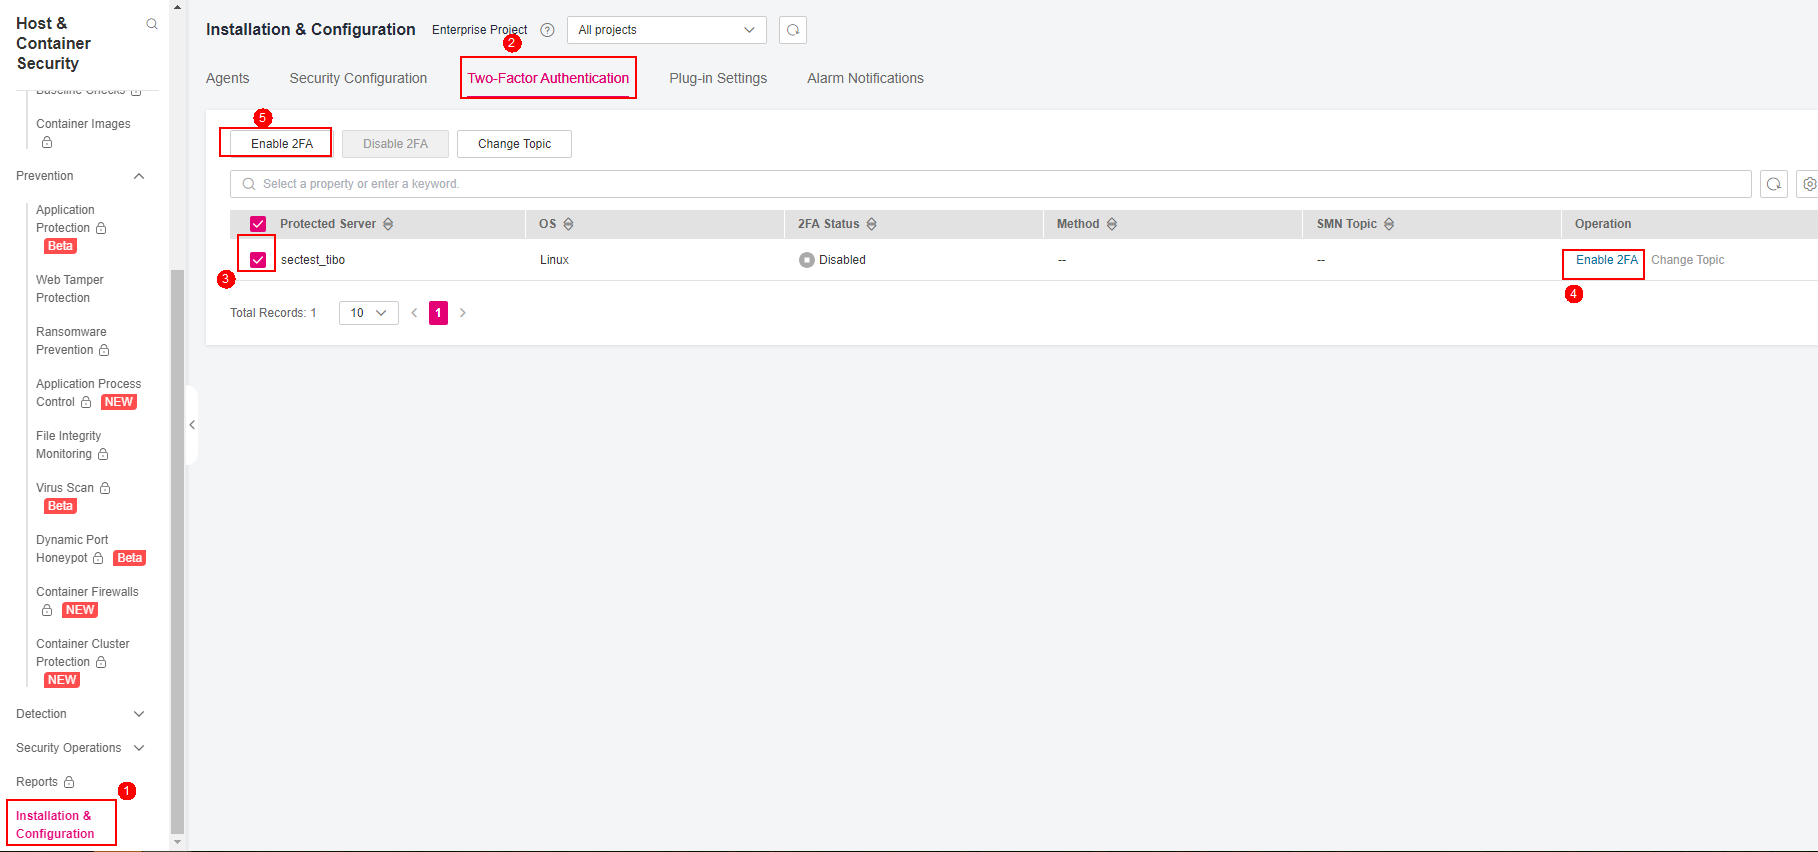 Host &
Container
Security
Baseline Checks
Container Images
Prevention
Application
Protection
Beta
Web Tamper
Protection
Ransomware
Prevention
Application Process
Control NEW
File Integrity
Monitoring
Virus Scan
Beta
Dynamic Port
Honeypot Beta
Container Firewalls
NEW
Container Cluster
Protection
NEW
Detection
Security Operations
Reports
1
Installation &
Configuration
Installation & Configuration Enterprise Project ? All projects
2
Agents Security Configuration Two-Factor Authentication Plug-in Settings Alarm Notifications
5
Enable 2FA Disable 2FA Change Topic
Select a property or enter a keyword.
Protected Server OS 2FA Status Method SMN Topic Operation
sectest_tibo Linux Disabled -- -- Enable 2FA Change Topic
3
4
Total Records: 1 10 < 1 >